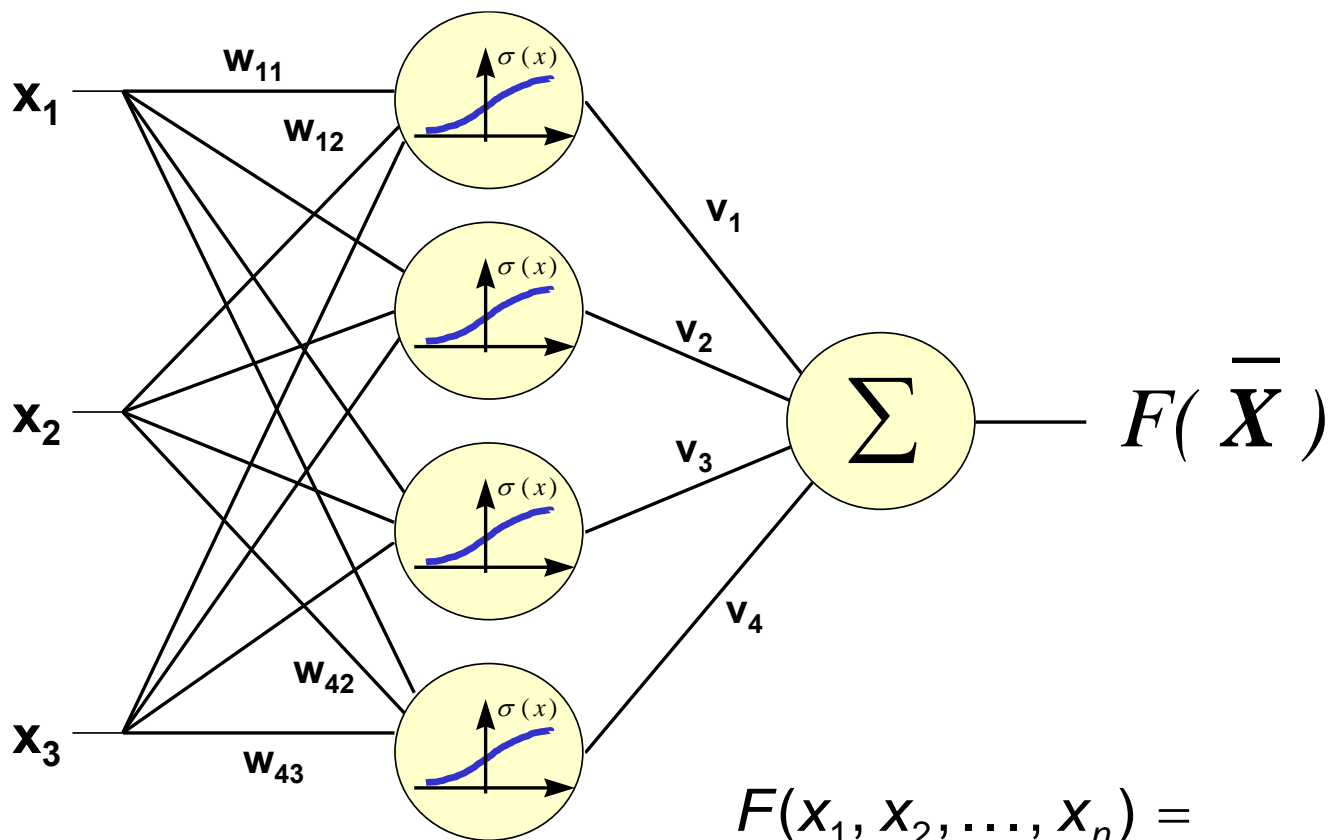 x₁
w₁₁
w₁₂
σ(x)
v₁
σ(x)
v₂
x₂
∑
F( X̅ )
v₃
σ(x)
v₄
w₄₂
x₃
w₄₃
σ(x)
F(x₁, x₂, …, xₙ) =